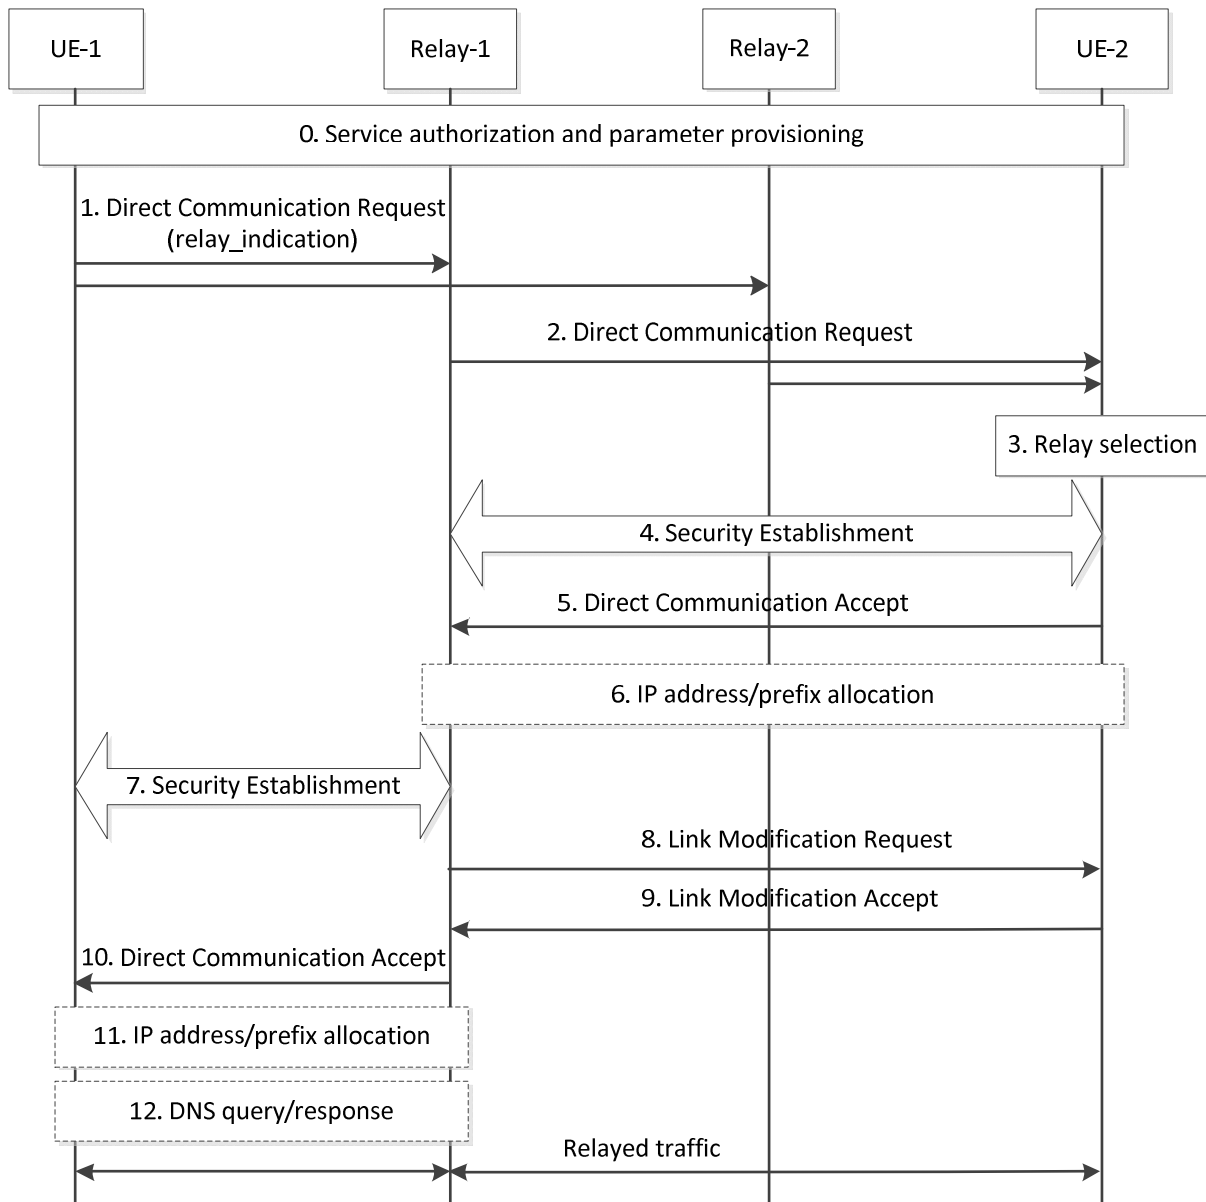 UE-1
Relay-1
Relay-2
UE-2
0. Service authorization and parameter provisioning
1. Direct Communication Request
(relay_indication)
2. Direct Communication Request
3. Relay selection
4. Security Establishment
5. Direct Communication Accept
6. IP address/prefix allocation
7. Security Establishment
8. Link Modification Request
9. Link Modification Accept
10. Direct Communication Accept
11. IP address/prefix allocation
12. DNS query/response
Relayed traffic